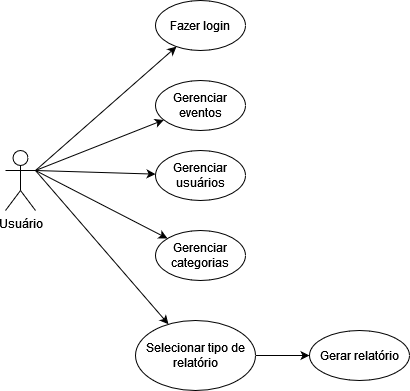 Fazer login
Gerenciar
eventos
Gerenciar
usuários
Usuário
Gerenciar
categorias
Selecionar tipo de
relatório
Gerar relatório